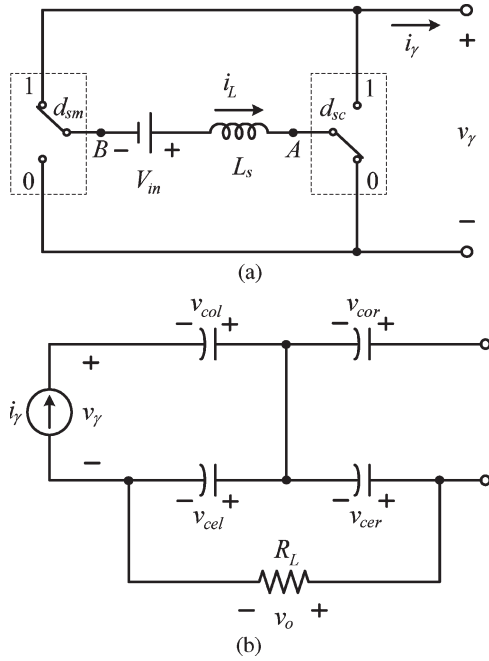 i_γ
+
1
d_sm
i_L
d_sc
1
B
−
+
A
v_γ
V_in
L_s
0
0
−
(a)
v_col
v_cor
−
+
−
+
+
i_γ
v_γ
−
−
+
−
+
v_cel
v_cer
R_L
−
v_o
+
(b)